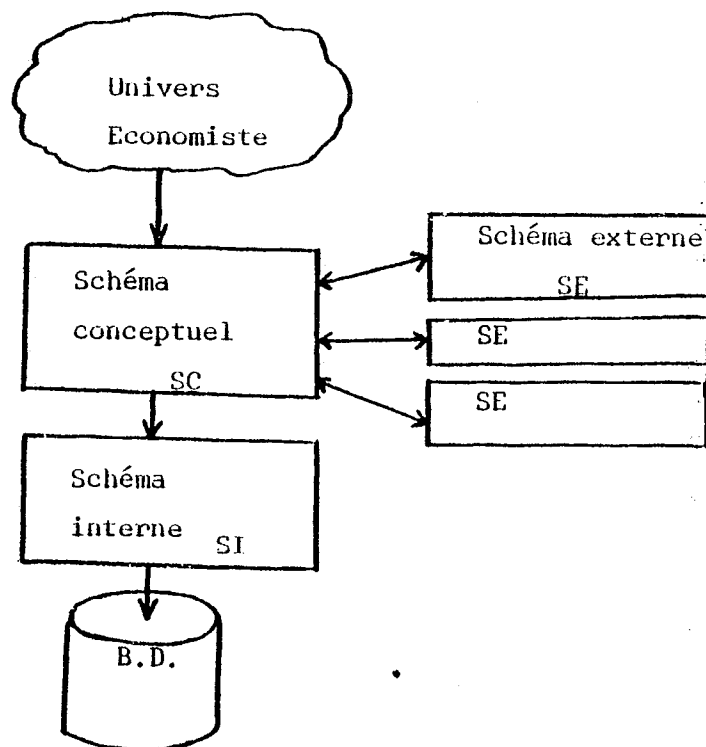 Univers
Economiste
Schéma
conceptuel
SC
Schéma externe
SE
SE
SE
Schéma
interne SI
B.D.